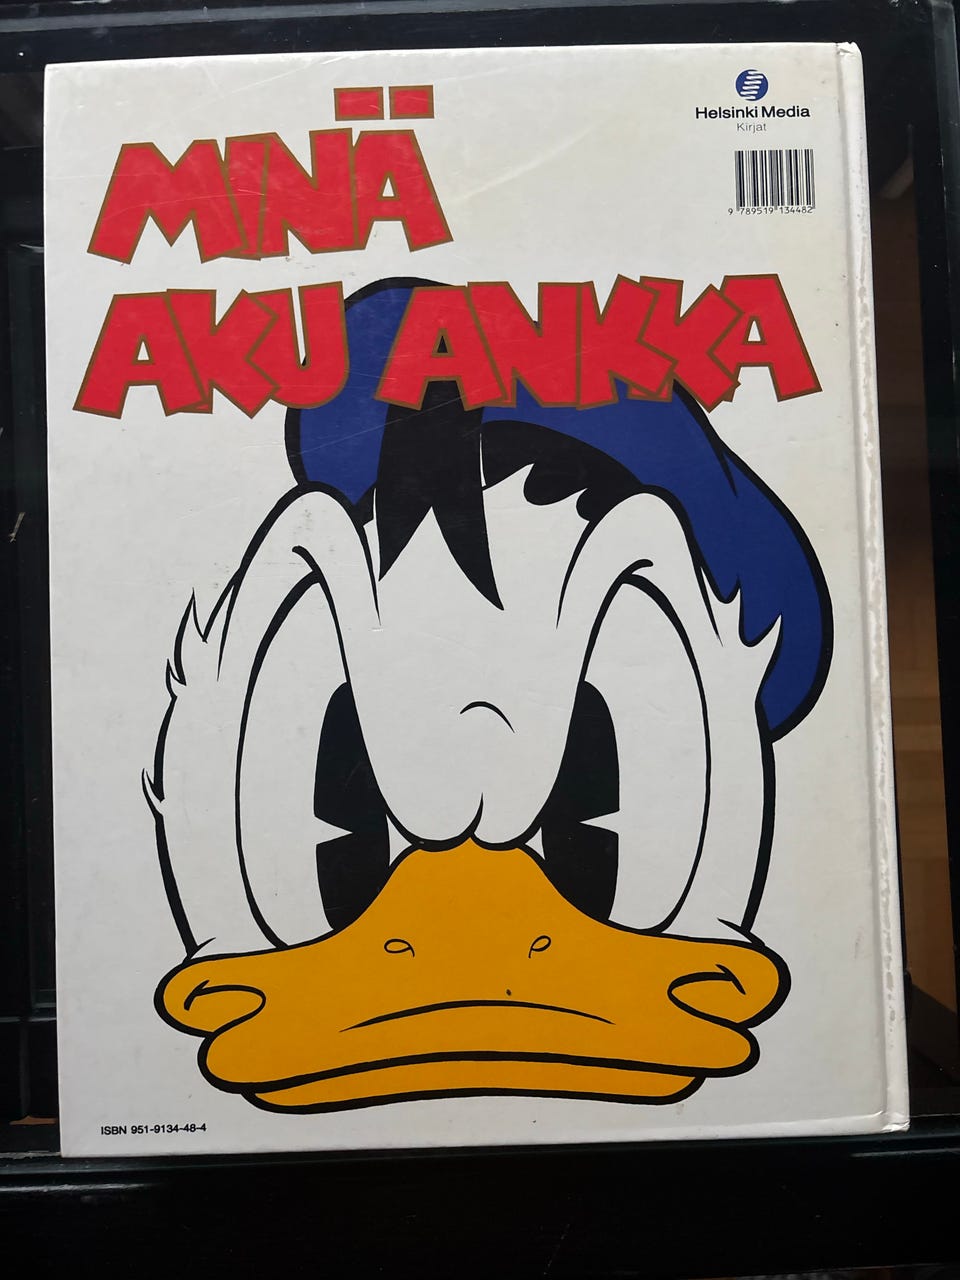 MINÄ
AKU ANKKA
Helsinki Media
Kirjat
9 789519 134482
ISBN 951-9134-48-4